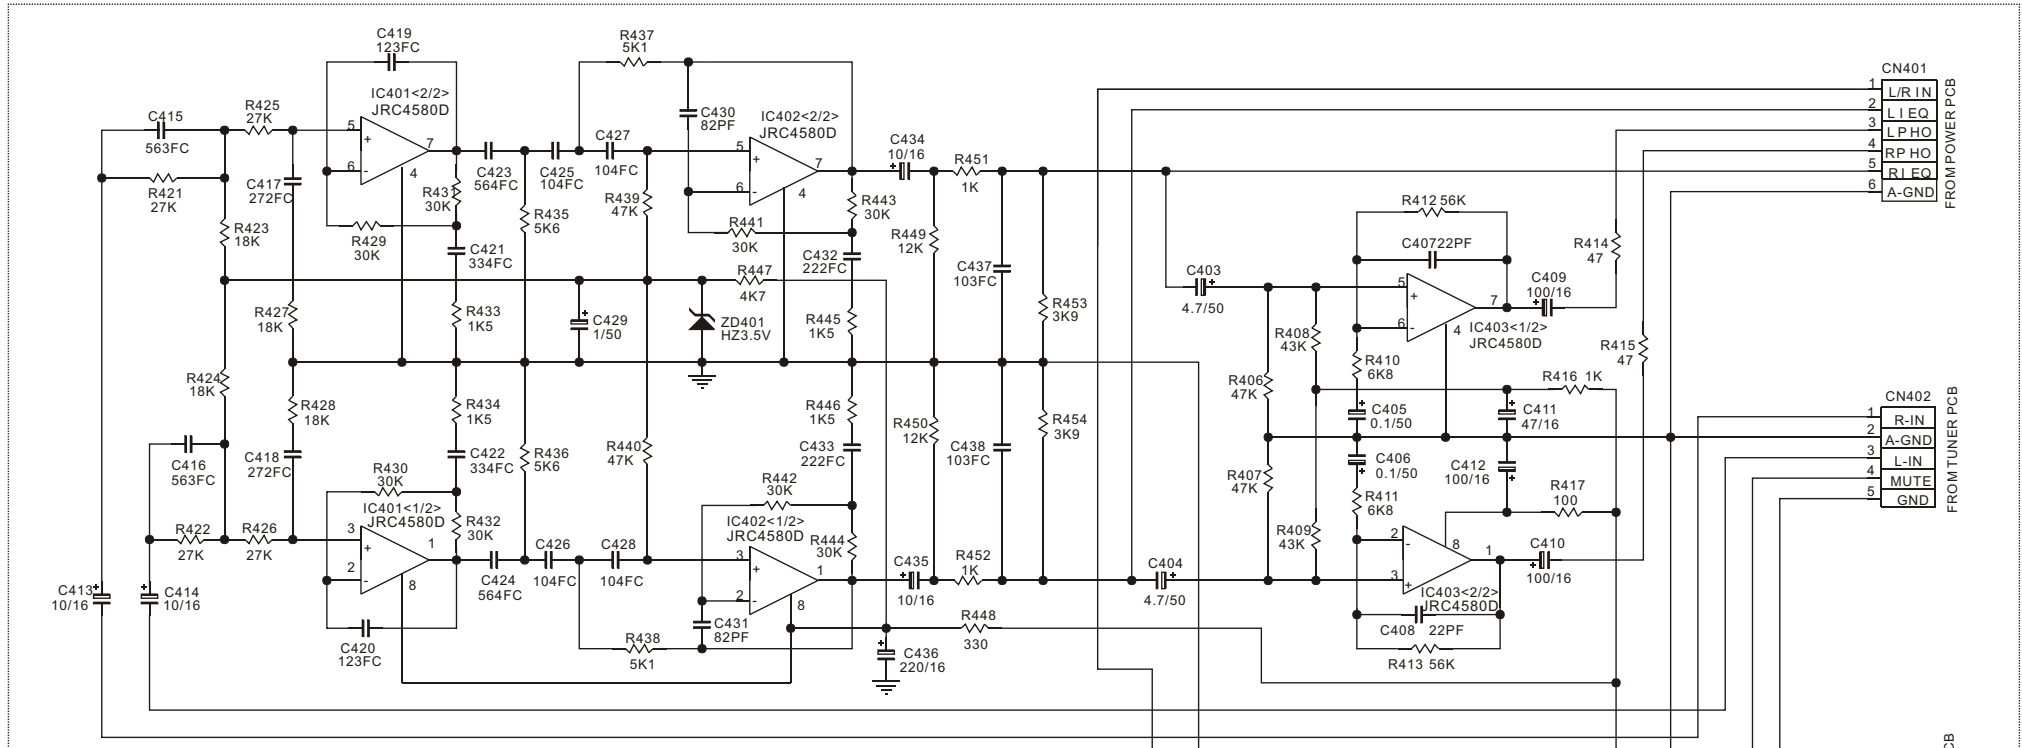 C419
123FC
R437
5K1
CN401
IC401<2/2>
JRC4580D
C415
563FC
R425
27K
C430
82PF
IC402<2/2>
JRC4580D
C434
10/16
1 L/R IN
2 L I EQ
3 L P HO
4 RP HO
5 R I EQ
6 A-GND
FROM POWER PCB
5
+
7
6
-
4
R421
27K
C417
272FC
R431
30K
C423
564FC
C425
104FC
C427
104FC
5
+
7
6
-
4
R451
1K
R423
18K
R429
30K
C421
334FC
R435
5K6
R439
47K
R441
30K
R443
30K
R449
12K
R412 56K
C407 22PF
R414
47
C432
222FC
C437
103FC
C403
4.7/50
+
5
+
7
6
-
4
C409
100/16
+
R427
18K
R433
1K5
C429
1/50
+
R447
4K7
ZD401
HZ3.5V
R445
1K5
R453
3K9
R408
43K
IC403<1/2>
JRC4580D
R415
47
R424
18K
R428
18K
R434
1K5
R446
1K5
R450
12K
R454
3K9
R406
47K
R410
6K8
R416 1K
C405
0.1/50
+
C411
47/16
+
CN402
1 R-IN
2 A-GND
3 L-IN
4 MUTE
5 GND
FROM TUNER PCB
C416
563FC
C418
272FC
C422
334FC
R436
5K6
R440
47K
C433
222FC
C438
103FC
R407
47K
C406
0.1/50
+
C412
100/16
+
R430
30K
R442
30K
R411
6K8
R417
100
R422
27K
R426
27K
IC401<1/2>
JRC4580D
3
+
1
2
-
8
R432
30K
C424
564FC
C426
104FC
C428
104FC
IC402<1/2>
JRC4580D
3
+
1
2
-
8
R444
30K
C435
10/16
+
R452
1K
C404
4.7/50
+
R409
43K
2
-
8
1
3
+
C410
100/16
+
IC403<2/2>
JRC4580D
C413
10/16
+
C414
10/16
+
C420
123FC
R438
5K1
C431
82PF
C436
220/16
+
R448
330
C408 22PF
R413 56K